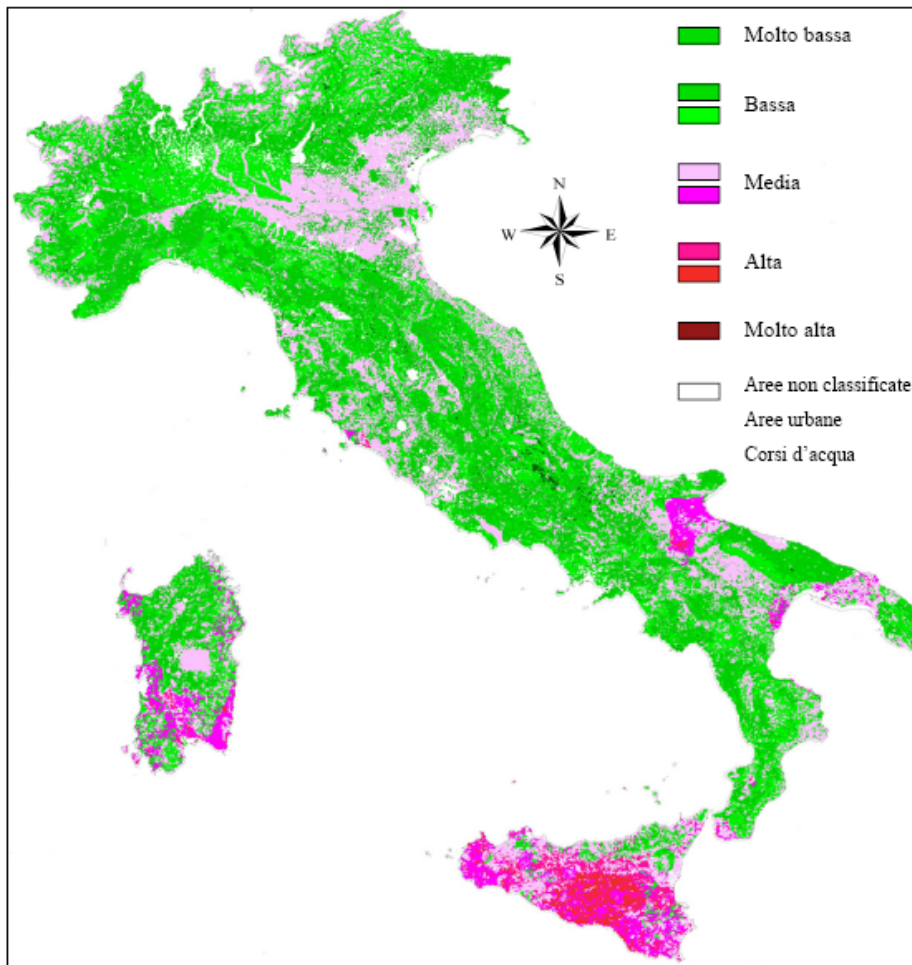 Molto bassa
Bassa
Media
N
W E
S
Alta
Molto alta
Aree non classificate
Aree urbane
Corsi d'acqua